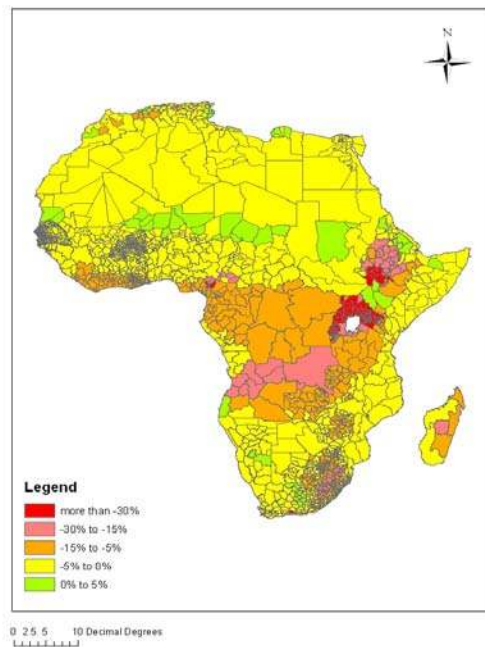 N
Legend
more than -30%
-30% to -15%
-15% to -5%
-5% to 0%
0% to 5%
0 2.5 5 10 Decimal Degrees